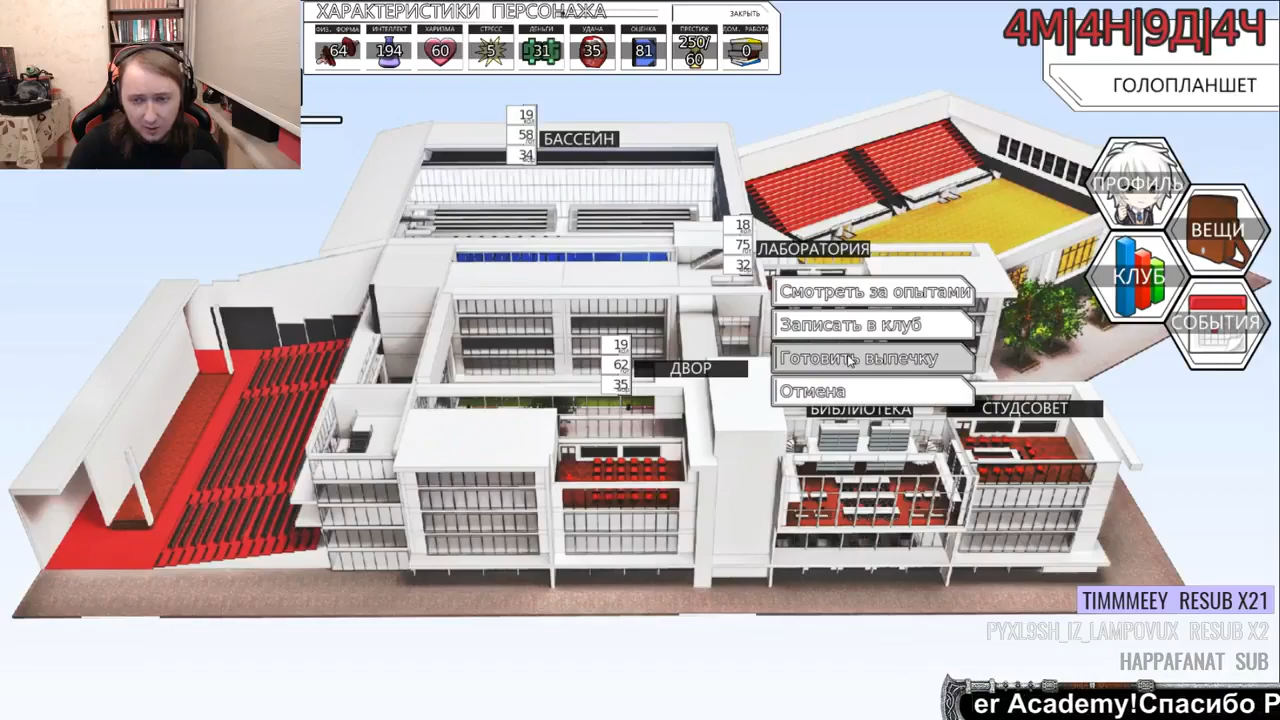 ХАРАКТЕРИСТИКИ ПЕРСОНАЖА
ЗАКРЫТЬ
ФИЗ. ФОРМА ИНТЕЛЛЕКТ ХАРИЗМА СТРЕСС ДЕНЬГИ УДАЧА ОЦЕНКА ПРЕСТИЖ ДОМ. РАБОТА
64 194 60 5 31 35 81 250/60 0
4М|4Н|9Д|4Ч
ГОЛОПЛАНШЕТ
ПРОФИЛЬ
ВЕЩИ
КЛУБ
СОБЫТИЯ
19
58
34
БАССЕЙН
18
75
32
ЛАБОРАТОРИЯ
Смотреть за опытами
Записать в клуб
Готовить выпечку
Отмена
19
62
35
ДВОР
БИБЛИОТЕКА
СТУДСОВЕТ
TIMMMEEY RESUB X21
PYXL9SH_IZ_LAMPOVUX RESUB X2
HAPPAFANAT SUB
er Academy!Спасибо P